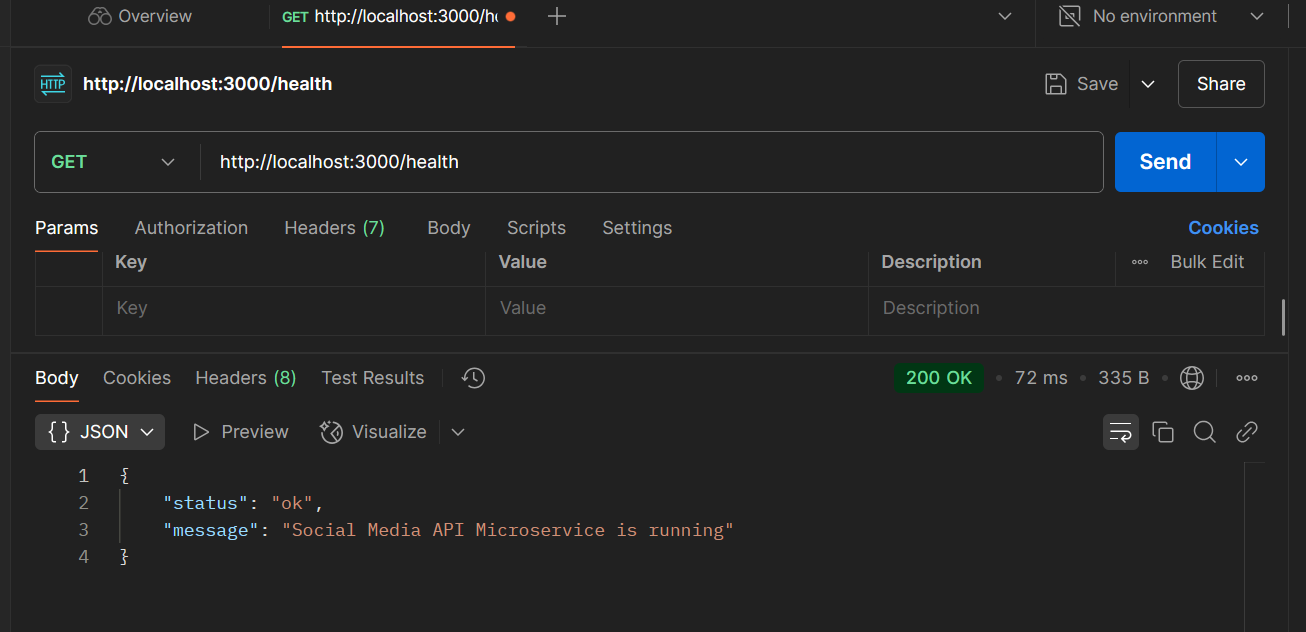 Overview GET http://localhost:3000/he No environment
HTTP http://localhost:3000/health Save Share
GET http://localhost:3000/health Send
Params Authorization Headers (7) Body Scripts Settings Cookies
Key Value Description Bulk Edit
Key Value Description
Body Cookies Headers (8) Test Results 200 OK 72 ms 335 B
{} JSON Preview Visualize
1 {
2 "status": "ok",
3 "message": "Social Media API Microservice is running"
4 }